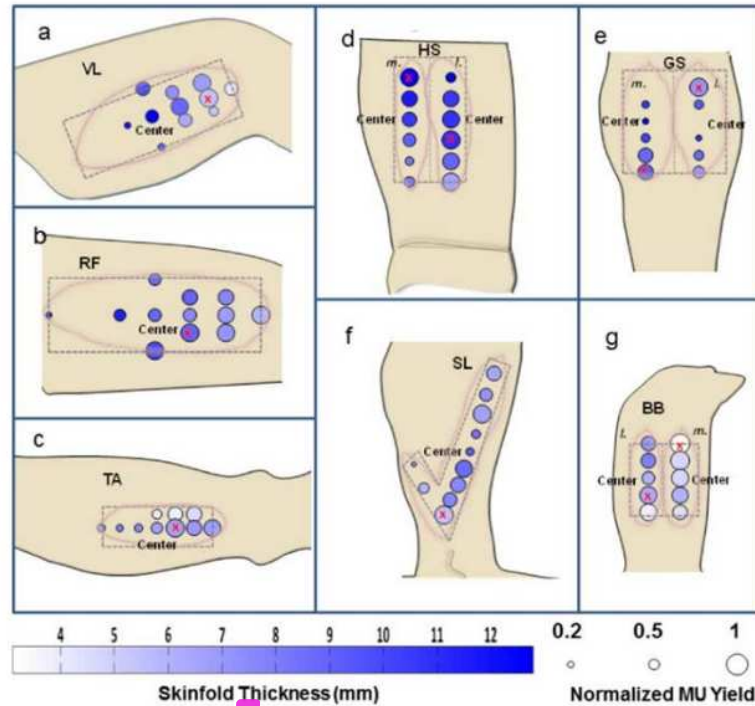 a
VL
Center
b
RF
Center
c
TA
Center
d
HS
m. l.
Center Center
e
GS
m. l.
Center Center
f
SL
Center
g
BB
l. m.
Center Center
4 5 6 7 8 9 10 11 12
Skinfold Thickness (mm)
0.2 0.5 1
Normalized MU Yield